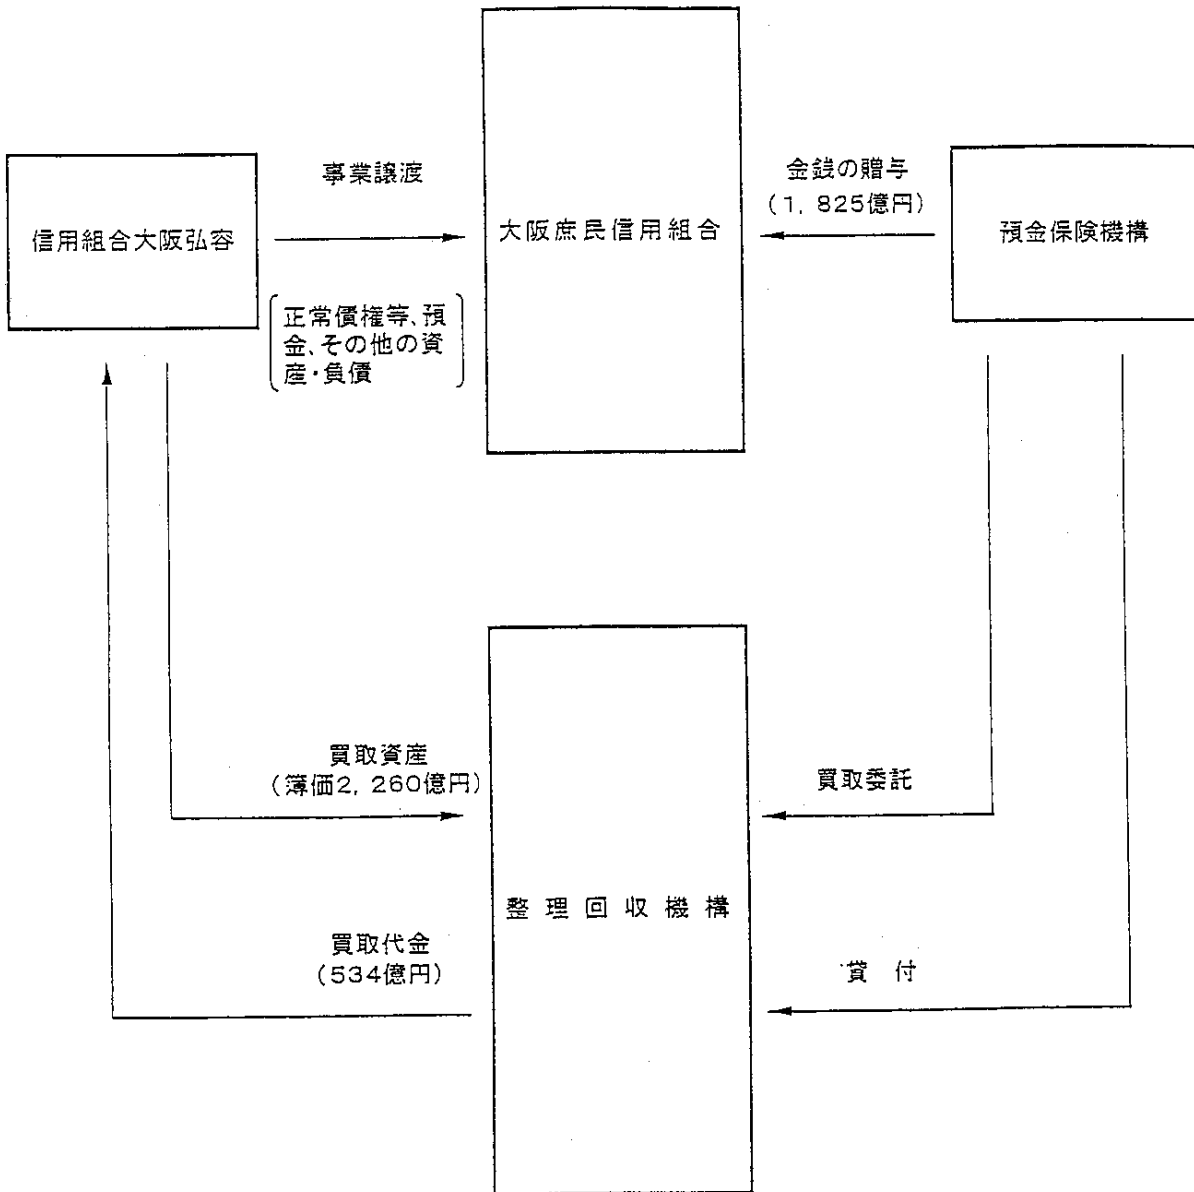 信用組合大阪弘容
事業譲渡
正常債権等、預
金、その他の資
産・負債
大阪庶民信用組合
金銭の贈与
(1, 825億円)
預金保険機構
買取資産
(簿価2, 260億円)
買取委託
整理回収機構
買取代金
(534億円)
貸付